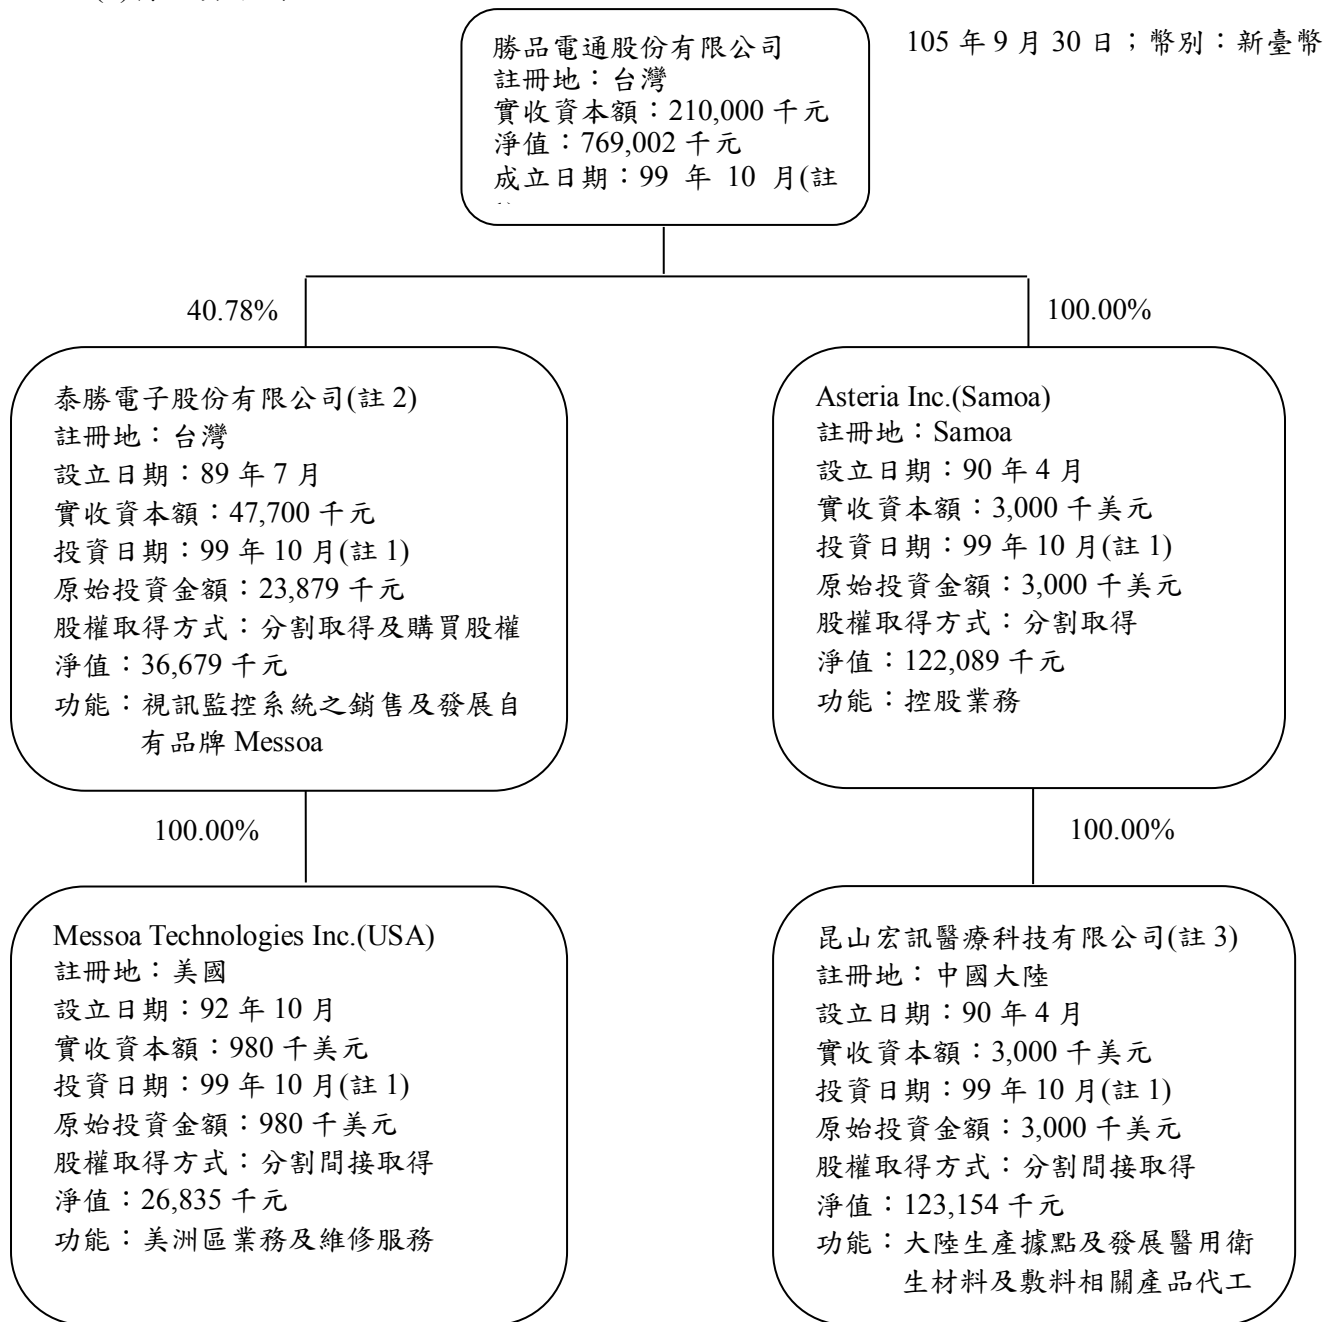 105 年 9 月 30 日；幣別：新臺幣
勝品電通股份有限公司
註冊地：台灣
實收資本額：210,000 千元
淨值：769,002 千元
成立日期：99 年 10 月(註
40.78%
100.00%
泰勝電子股份有限公司(註 2)
註冊地：台灣
設立日期：89 年 7 月
實收資本額：47,700 千元
投資日期：99 年 10 月(註 1)
原始投資金額：23,879 千元
股權取得方式：分割取得及購買股權
淨值：36,679 千元
功能：視訊監控系統之銷售及發展自
有品牌 Messoa
Asteria Inc.(Samoa)
註冊地：Samoa
設立日期：90 年 4 月
實收資本額：3,000 千美元
投資日期：99 年 10 月(註 1)
原始投資金額：3,000 千美元
股權取得方式：分割取得
淨值：122,089 千元
功能：控股業務
100.00%
100.00%
Messoa Technologies Inc.(USA)
註冊地：美國
設立日期：92 年 10 月
實收資本額：980 千美元
投資日期：99 年 10 月(註 1)
原始投資金額：980 千美元
股權取得方式：分割間接取得
淨值：26,835 千元
功能：美洲區業務及維修服務
昆山宏訊醫療科技有限公司(註 3)
註冊地：中國大陸
設立日期：90 年 4 月
實收資本額：3,000 千美元
投資日期：99 年 10 月(註 1)
原始投資金額：3,000 千美元
股權取得方式：分割間接取得
淨值：123,154 千元
功能：大陸生產據點及發展醫用衛
生材料及敷料相關產品代工